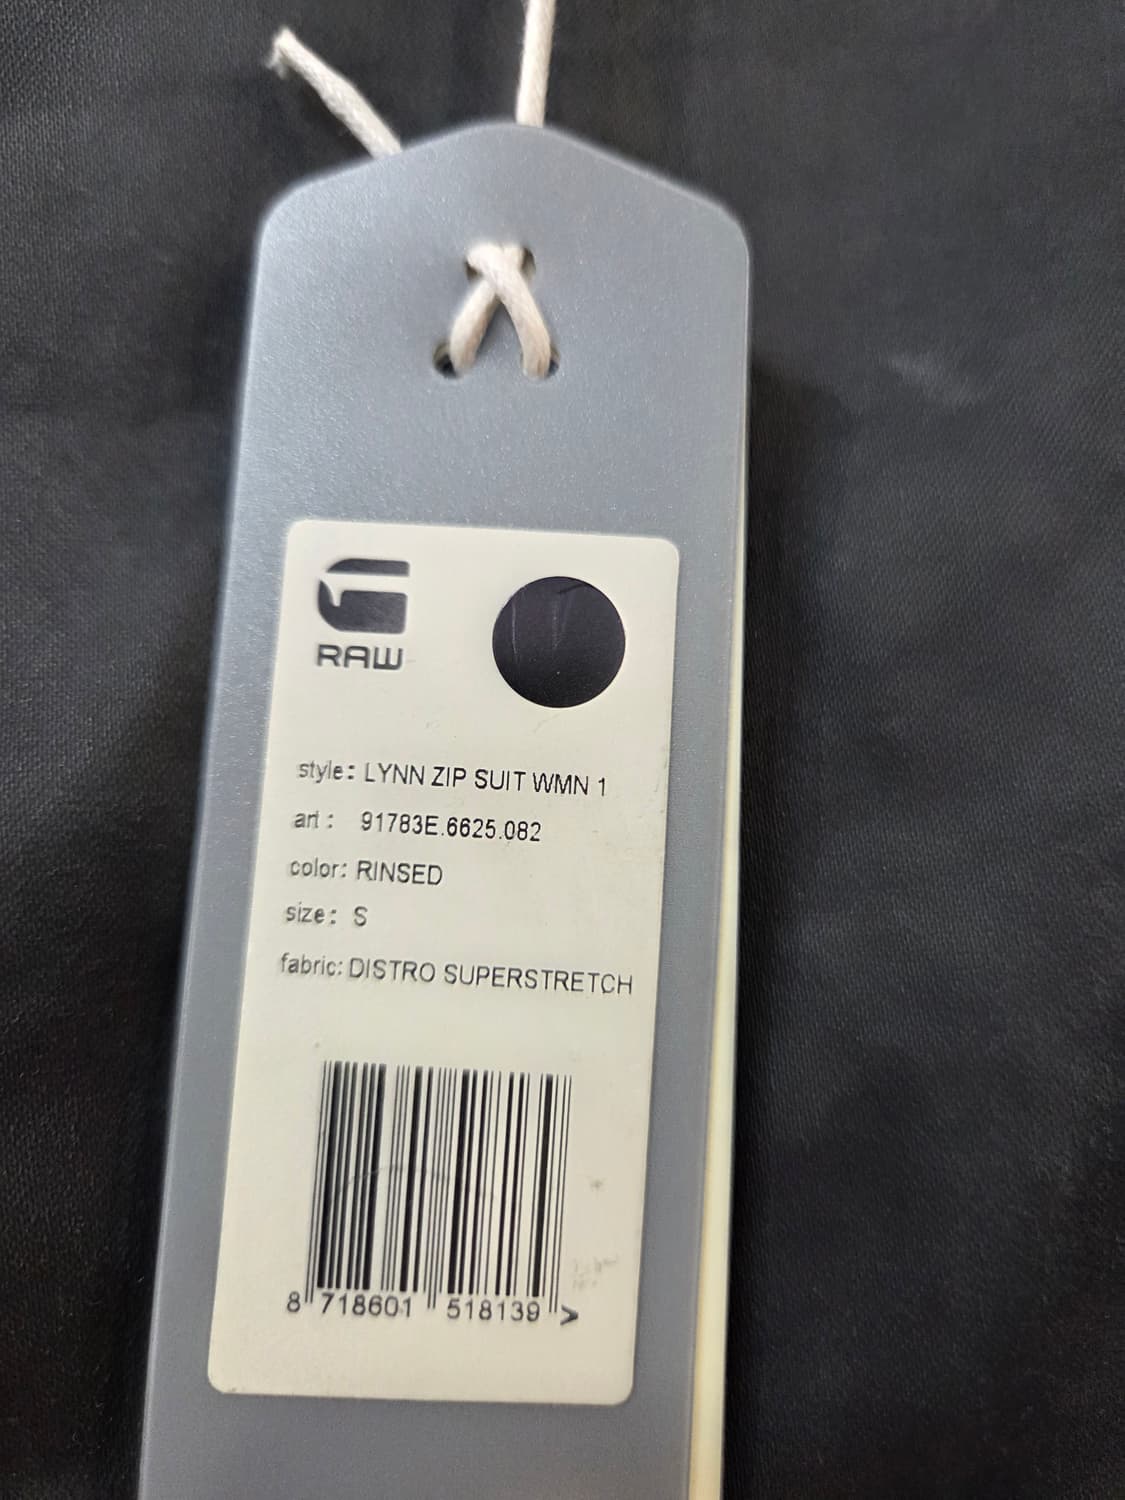 RAW
style: LYNN ZIP SUIT WMN 1
art: 91783E.6625.082
color: RINSED
size: S
fabric: DISTRO SUPERSTRETCH
8 718601 518139 >